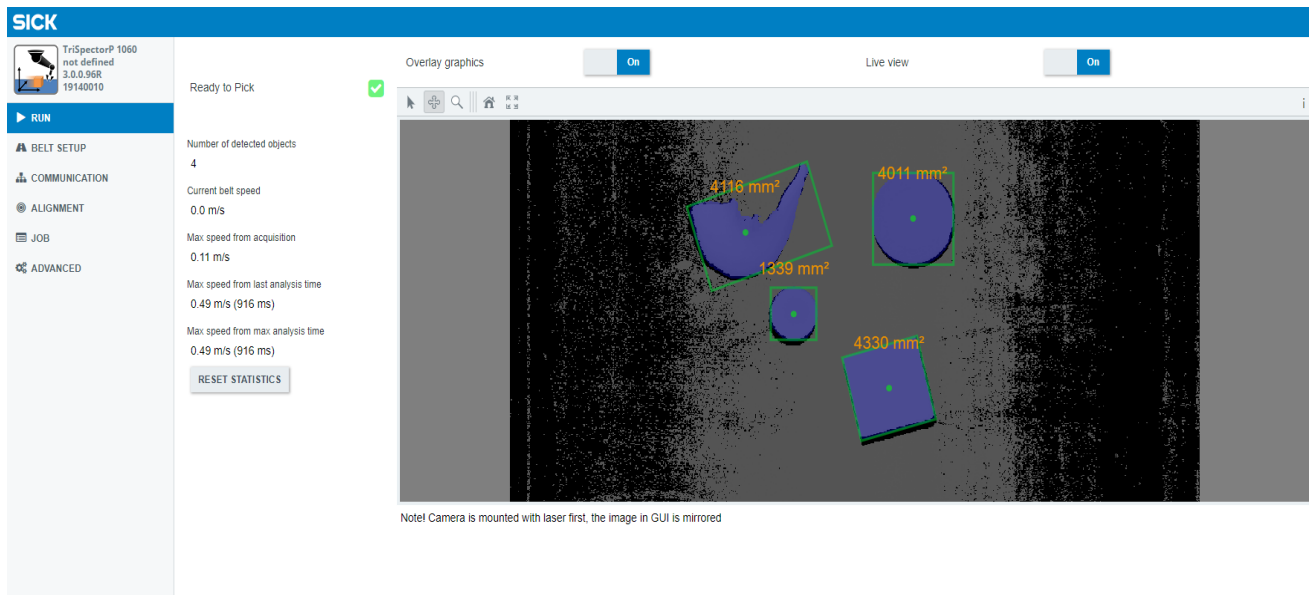 SICK
TriSpectorP 1060
not defined
3.0.0.96R
19140010
RUN
BELT SETUP
COMMUNICATION
ALIGNMENT
JOB
ADVANCED
Ready to Pick
Number of detected objects
4
Current belt speed
0.0 m/s
Max speed from acquisition
0.11 m/s
Max speed from last analysis time
0.49 m/s (916 ms)
Max speed from max analysis time
0.49 m/s (916 ms)
RESET STATISTICS
Overlay graphics
On
Live view
On
4116 mm²
4011 mm²
1339 mm²
4330 mm²
Note! Camera is mounted with laser first, the image in GUI is mirrored